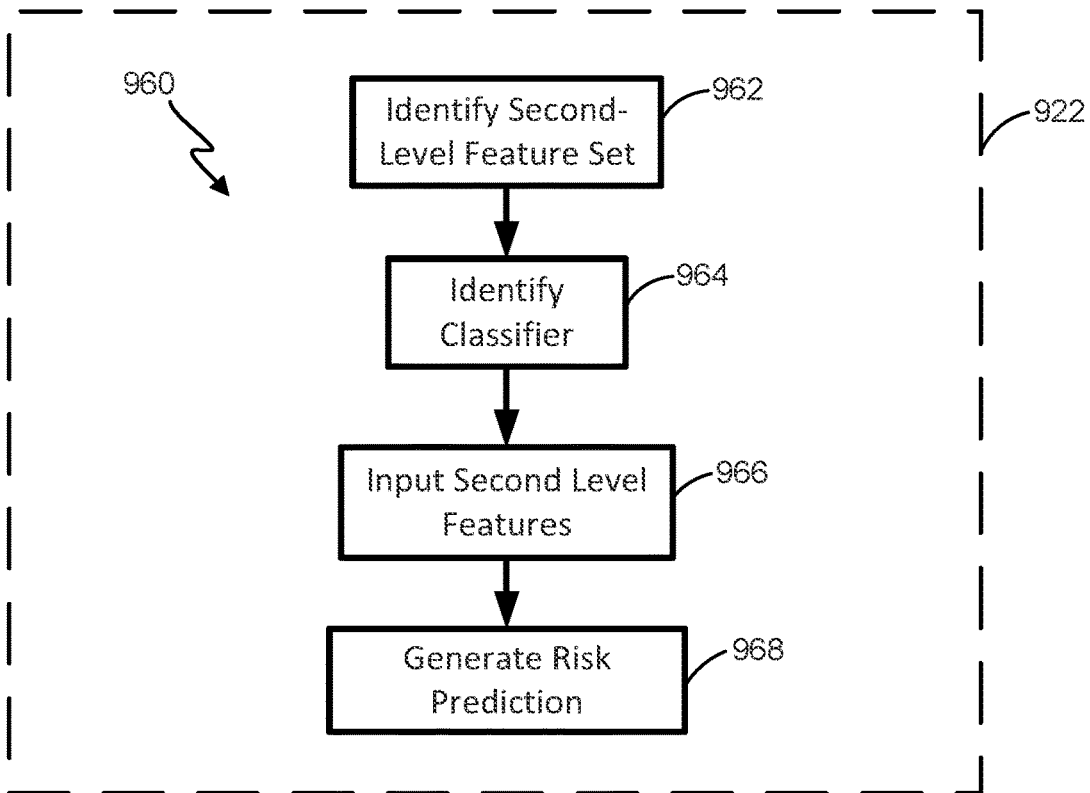 960
Identify Second-
Level Feature Set
962
922
Identify
Classifier
964
Input Second Level
Features
966
Generate Risk
Prediction
968